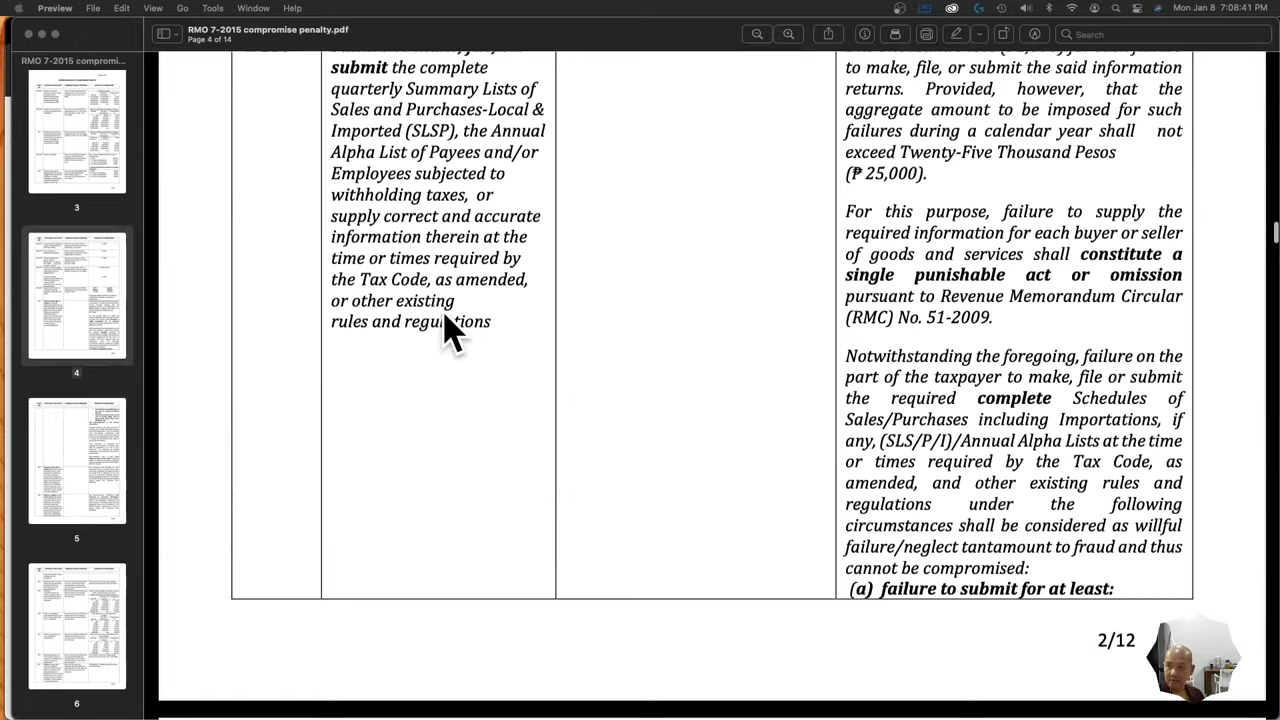 Preview File Edit View Go Tools Window Help Mon Jan 8 7:08:41 PM
RMO 7-2015 compromise penalty.pdf
Page 4 of 14
Search
RMO 7-2015 compromi...
3
4
5
6
submit the complete
quarterly Summary Lists of
Sales and Purchases-Local &
Imported (SLSP), the Annual
Alpha List of Payees and/or
Employees subjected to
withholding taxes, or
supply correct and accurate
information therein at the
time or times required by
the Tax Code, as amended,
or other existing
rules and regulations
to make, file or submit the said information
returns. Provided, however, that the
aggregate amount to be imposed for such
failures during a calendar year shall not
exceed Twenty-Five Thousand Pesos
(₱ 25,000).
For this purpose, failure to supply the
required information for each buyer or seller
of goods and services shall constitute a
single punishable act or omission
pursuant to Revenue Memorandum Circular
(RMC) NO. 51-2009.
Notwithstanding the foregoing, failure on the
part of the taxpayer to make, file or submit
the required complete Schedules of
Sales/Purchases including Importations, if
any, (SLS/P/I)/Annual Alpha Lists at the time
or times required by the Tax Code, as
amended, and other existing rules and
regulations under the following
circumstances shall be considered as willful
failure/neglect tantamount to fraud and thus
cannot be compromised:
(a) failure to submit for at least:
2/12